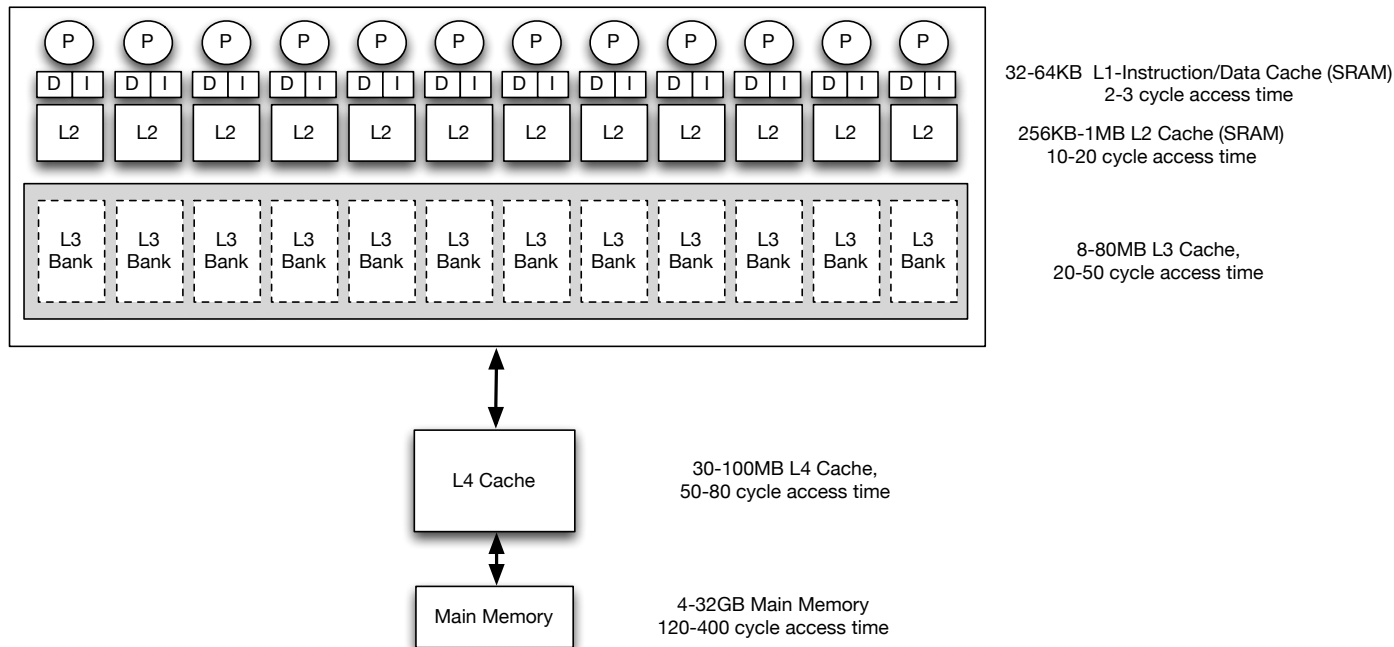 P P P P P P P P P P P P
D I D I D I D I D I D I D I D I D I D I D I D I
32-64KB L1-Instruction/Data Cache (SRAM)
2-3 cycle access time
L2 L2 L2 L2 L2 L2 L2 L2 L2 L2 L2 L2
256KB-1MB L2 Cache (SRAM)
10-20 cycle access time
L3 L3 L3 L3 L3 L3 L3 L3 L3 L3 L3 L3
Bank Bank Bank Bank Bank Bank Bank Bank Bank Bank Bank Bank
8-80MB L3 Cache,
20-50 cycle access time
L4 Cache
30-100MB L4 Cache,
50-80 cycle access time
Main Memory
4-32GB Main Memory
120-400 cycle access time